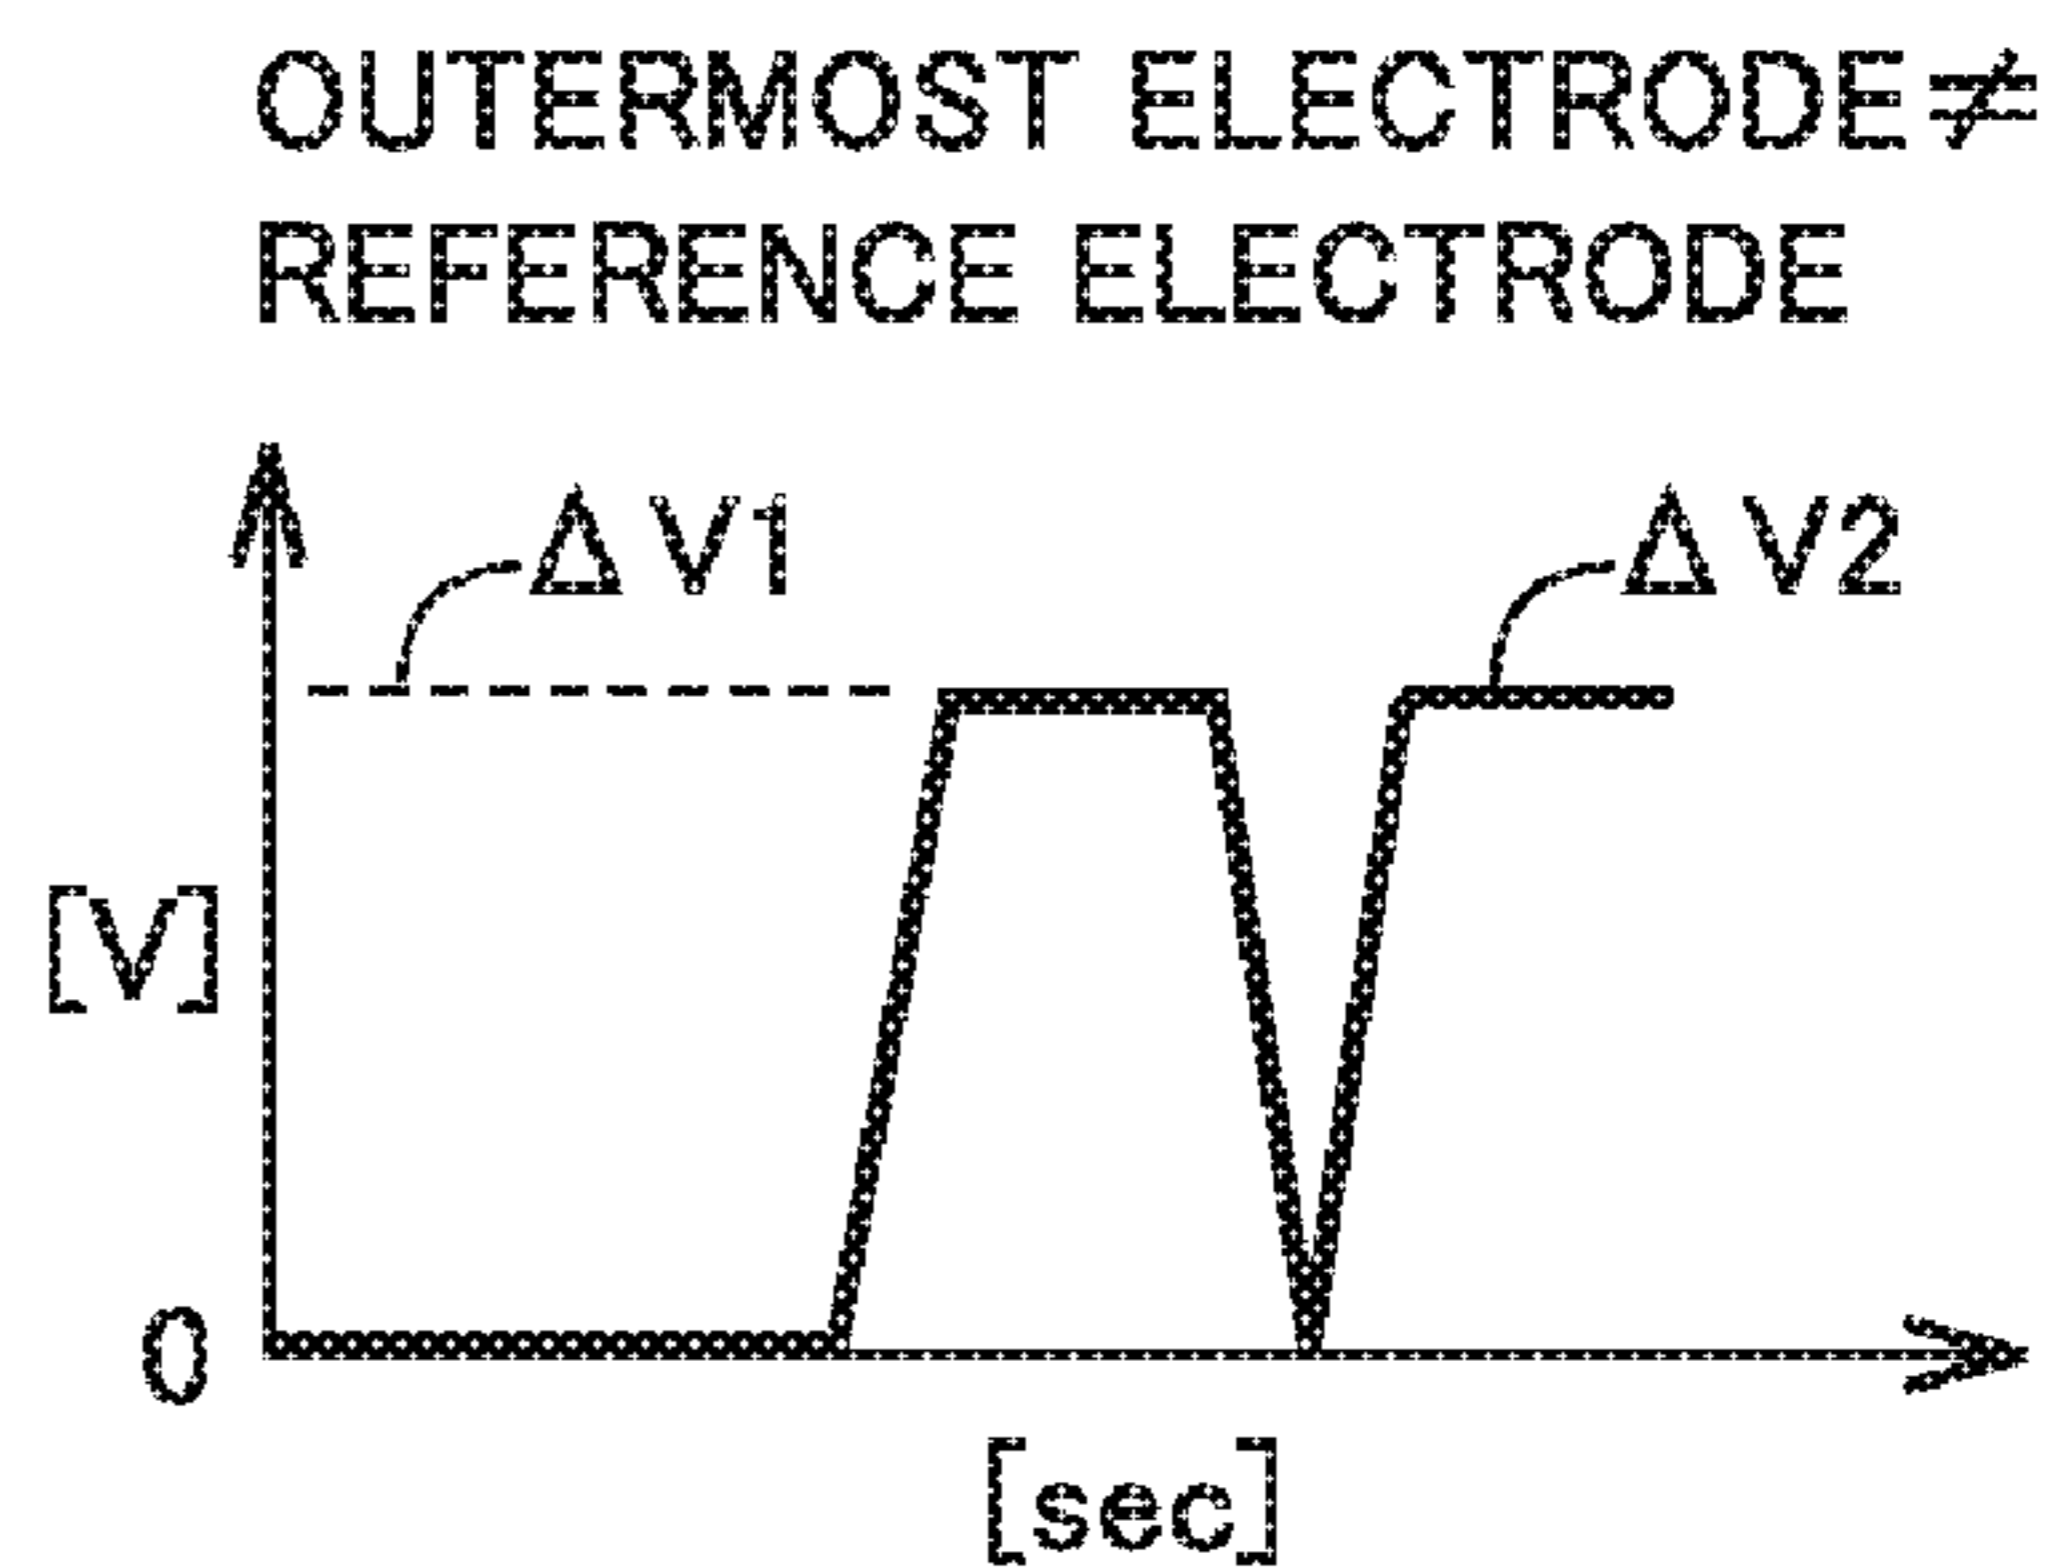 OUTERMOST ELECTRODE≠
REFERENCE ELECTRODE
ΔV1
ΔV2
[V]
0
[sec]